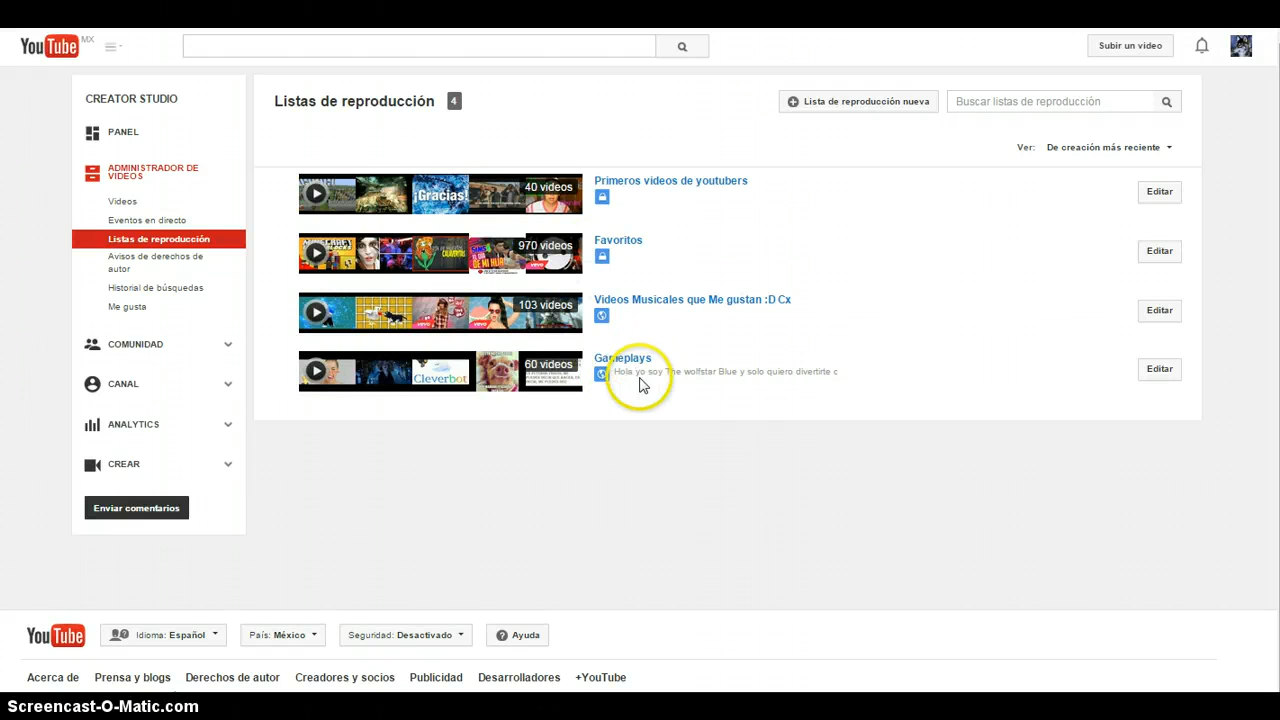 YouTube MX
Subir un video
CREATOR STUDIO
PANEL
ADMINISTRADOR DE
VIDEOS
Videos
Eventos en directo
Listas de reproducción
Avisos de derechos de
autor
Historial de búsquedas
Me gusta
COMUNIDAD
CANAL
ANALYTICS
CREAR
Enviar comentarios
Listas de reproducción 4
Lista de reproducción nueva
Buscar listas de reproducción
Ver: De creación más reciente
¡Gracias!
40 videos
Primeros videos de youtubers
Editar
970 videos
Favoritos
Editar
103 videos
Videos Musicales que Me gustan :D Cx
Editar
Cleverbot
60 videos
Gameplays
Hola yo soy The wolfstar Blue y solo quiero divertirte c
Editar
YouTube
Idioma: Español
País: México
Seguridad: Desactivado
Ayuda
Acerca de
Prensa y blogs
Derechos de autor
Creadores y socios
Publicidad
Desarrolladores
+YouTube
Screencast-O-Matic.com